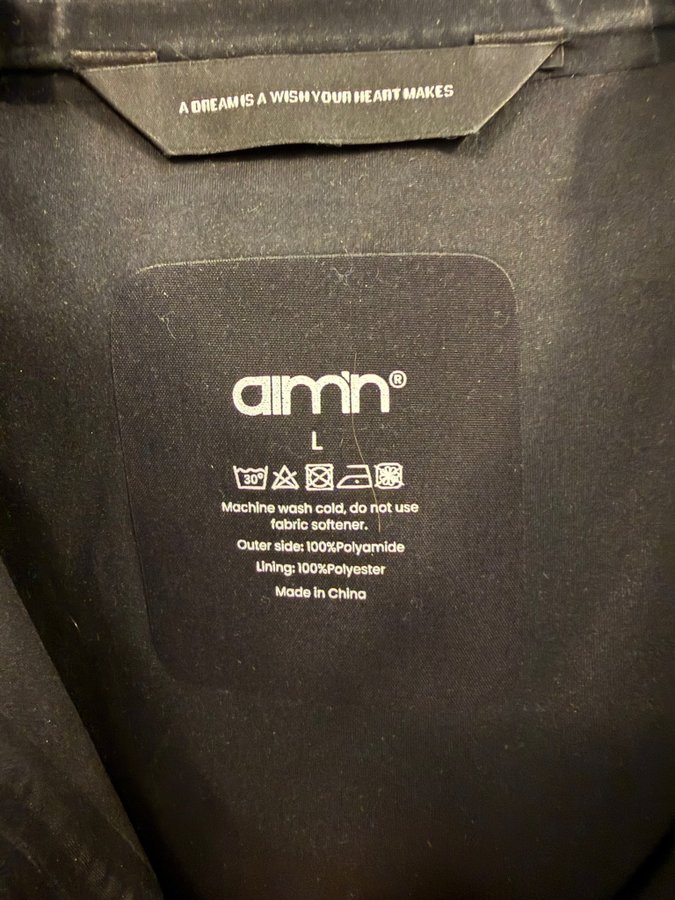 A DREAM IS A WISH YOUR HEART MAKES
aim'n®
L
30°
Machine wash cold, do not use
fabric softener.
Outer side: 100%Polyamide
Lining: 100%Polyester
Made in China